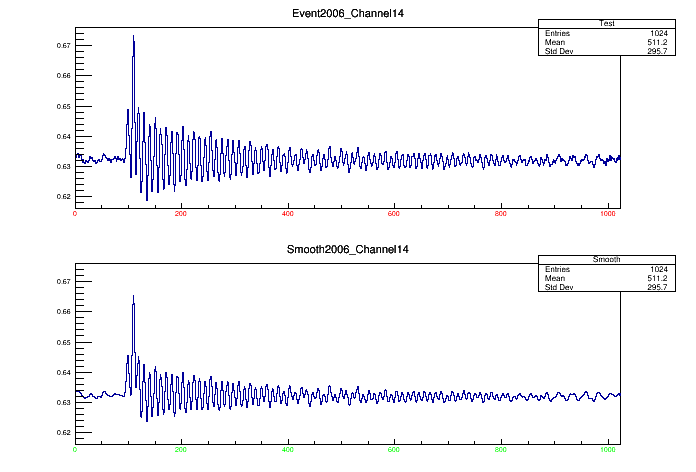 Event2006_Channel14
Test
Entries 1024
Mean 511.2
Std Dev 295.7
0.67
0.66
0.65
0.64
0.63
0.62
0 200 400 600 800 1000
Smooth2006_Channel14
Smooth
Entries 1024
Mean 511.2
Std Dev 295.7
0.67
0.66
0.65
0.64
0.63
0.62
0 200 400 600 800 1000